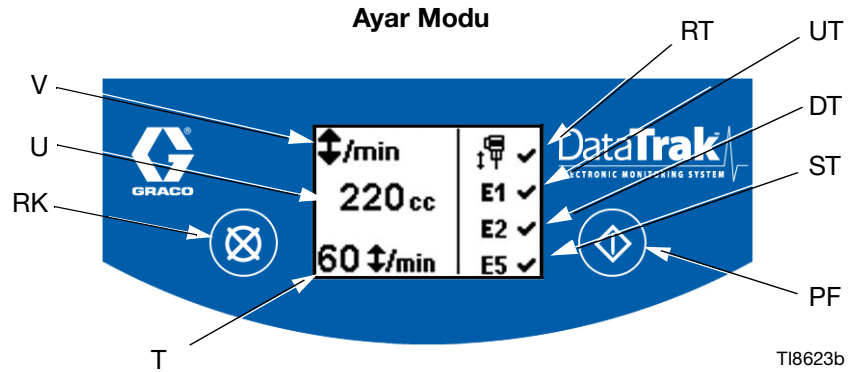 Ayar Modu
RT
UT
V
DT
U
ST
RK
PF
T
GRACO
DataTrak
ELECTRONIC MONITORING SYSTEM
/min
220 cc
60 /min
E1 ✔
E2 ✔
E5 ✔
TI8623b